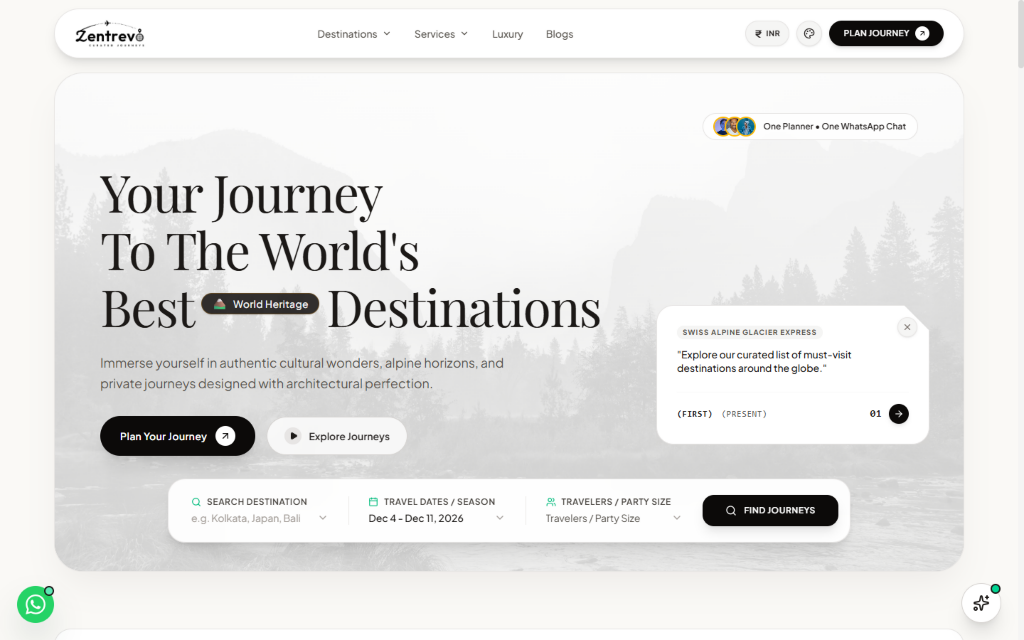 Zentrevo
CURATED JOURNEYS
Destinations
Services
Luxury
Blogs
₹ INR
PLAN JOURNEY
One Planner • One WhatsApp Chat
Your Journey
To The World's
Best World Heritage Destinations
Immerse yourself in authentic cultural wonders, alpine horizons, and
private journeys designed with architectural perfection.
Plan Your Journey
Explore Journeys
SWISS ALPINE GLACIER EXPRESS
"Explore our curated list of must-visit
destinations around the globe."
(FIRST) (PRESENT)
01
SEARCH DESTINATION
e.g. Kolkata, Japan, Bali
TRAVEL DATES / SEASON
Dec 4 - Dec 11, 2026
TRAVELERS / PARTY SIZE
Travelers / Party Size
FIND JOURNEYS